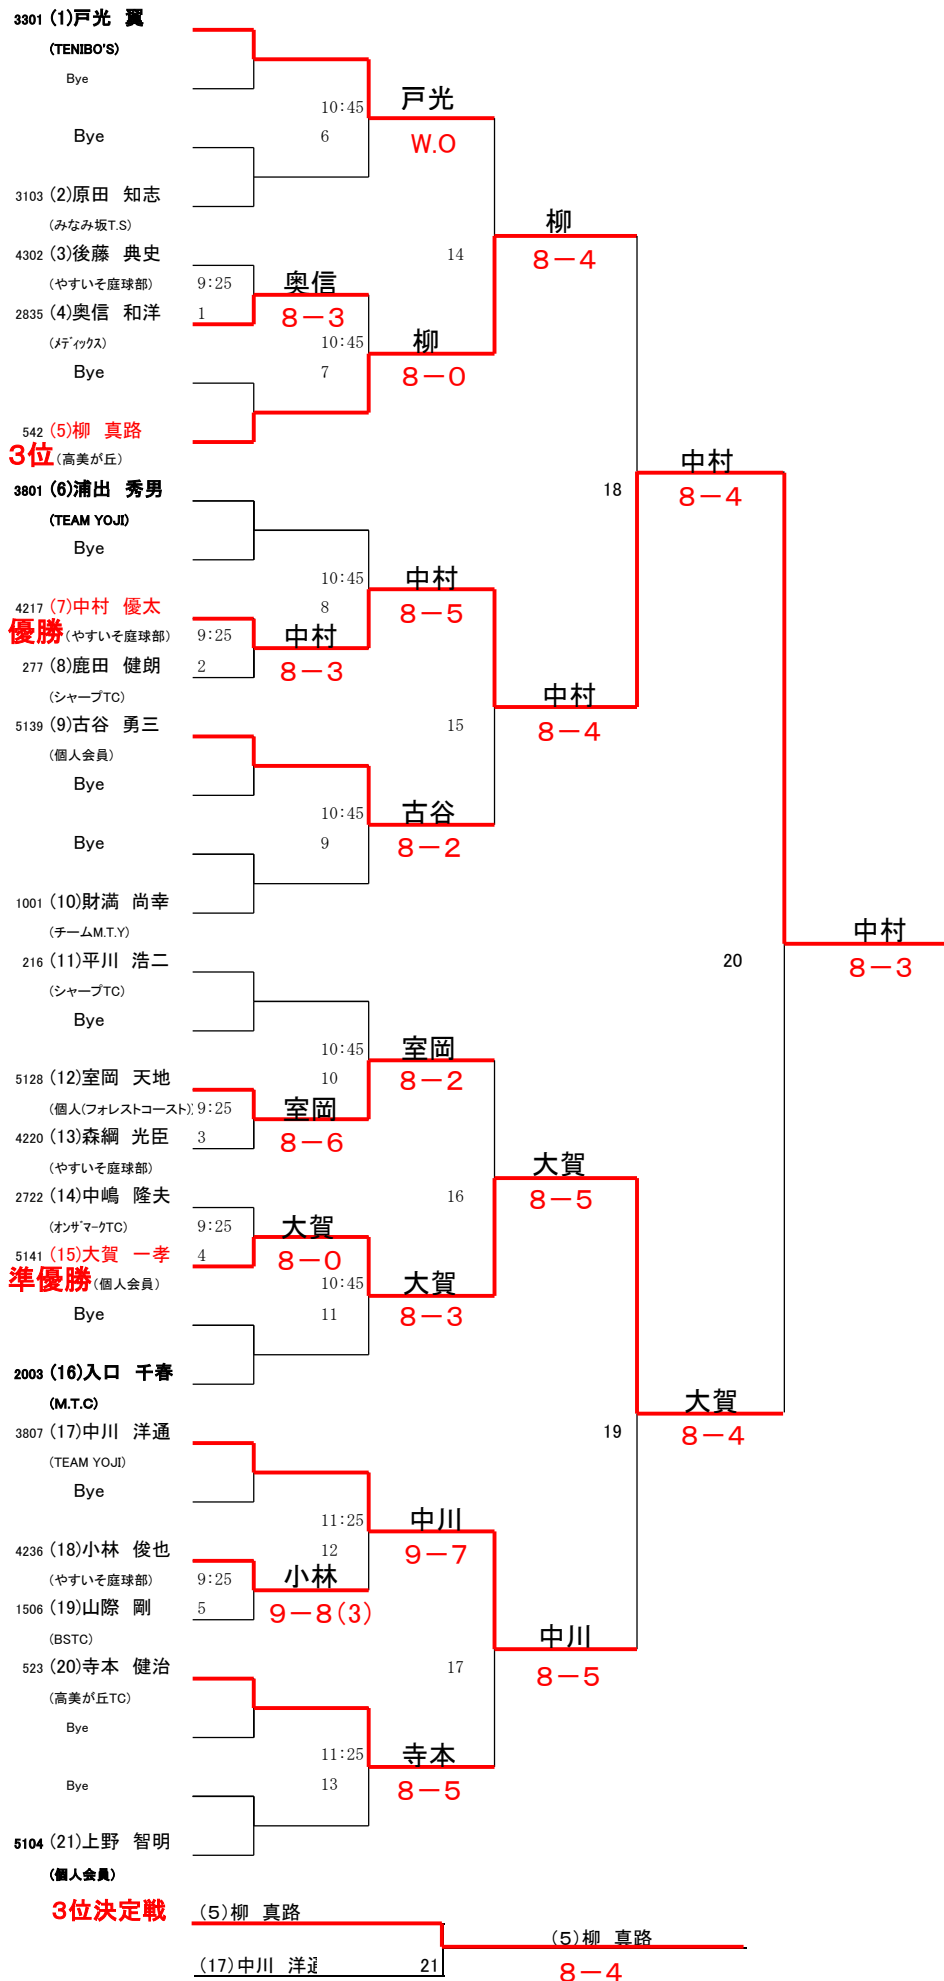 3301 (1)戸光　翼
(TENIBO'S)
Bye
戸光
10:45
Bye
6
W.O
3103 (2)原田　知志
(みなみ坂T.S)
柳
4302 (3)後藤　典史
14
8－4
(やすいそ庭球部)
9:25
奥信
2835 (4)奥信　和洋
1
8－3
(ﾒﾃﾞｨｯｸｽ)
10:45
柳
Bye
7
8－0
542 (5)柳　真路
3位
(高美が丘)
中村
3801 (6)浦出　秀男
18
8－4
(TEAM YOJI)
Bye
10:45
中村
4217 (7)中村　優太
8
8－5
優勝
(やすいそ庭球部)
9:25
中村
277 (8)鹿田　健朗
2
8－3
(シャープTC)
中村
5139 (9)古谷　勇三
15
8－4
(個人会員)
Bye
10:45
古谷
Bye
9
8－2
1001 (10)財満　尚幸
(チームM.T.Y)
中村
216 (11)平川　浩二
20
8－3
(シャープTC)
Bye
10:45
室岡
5128 (12)室岡　天地
10
8－2
(個人(フォレストコースト))
9:25
室岡
4220 (13)森綱　光臣
3
8－6
(やすいそ庭球部)
大賀
2722 (14)中嶋　隆夫
16
8－5
(ｵﾝｻﾞﾏｰｸTC)
9:25
大賀
5141 (15)大賀　一孝
4
8－0
準優勝
(個人会員)
10:45
大賀
Bye
11
8－3
2003 (16)入口　千春
(M.T.C)
大賀
3807 (17)中川　洋通
19
8－4
(TEAM YOJI)
Bye
11:25
中川
4236 (18)小林　俊也
12
9－7
(やすいそ庭球部)
9:25
小林
1506 (19)山際　剛
5
9－8(3)
(BSTC)
中川
523 (20)寺本　健治
17
8－5
(高美が丘TC)
Bye
11:25
寺本
Bye
13
8－5
5104 (21)上野　智明
(個人会員)
3位決定戦
(5)柳　真路
(5)柳　真路
(17)中川　洋通
21
8－4